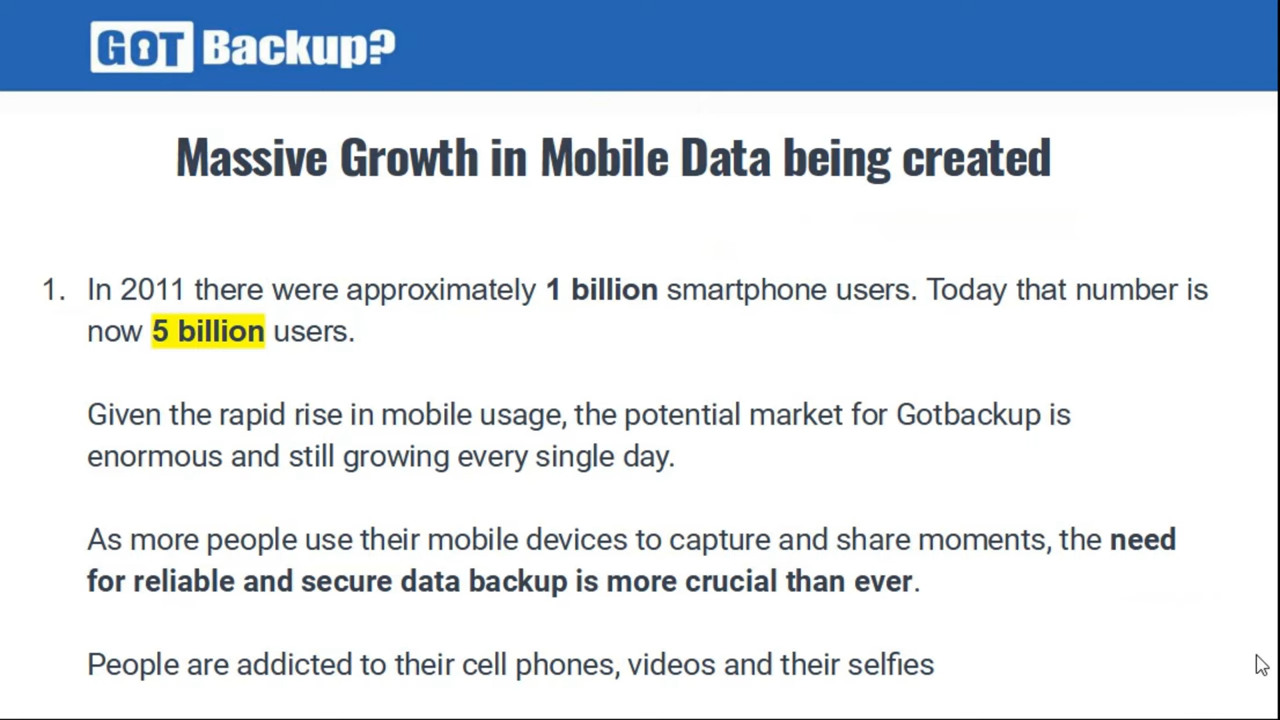 GOT Backup?
Massive Growth in Mobile Data being created
1. In 2011 there were approximately 1 billion smartphone users. Today that number is
now 5 billion users.
Given the rapid rise in mobile usage, the potential market for Gotbackup is
enormous and still growing every single day.
As more people use their mobile devices to capture and share moments, the need
for reliable and secure data backup is more crucial than ever.
People are addicted to their cell phones, videos and their selfies